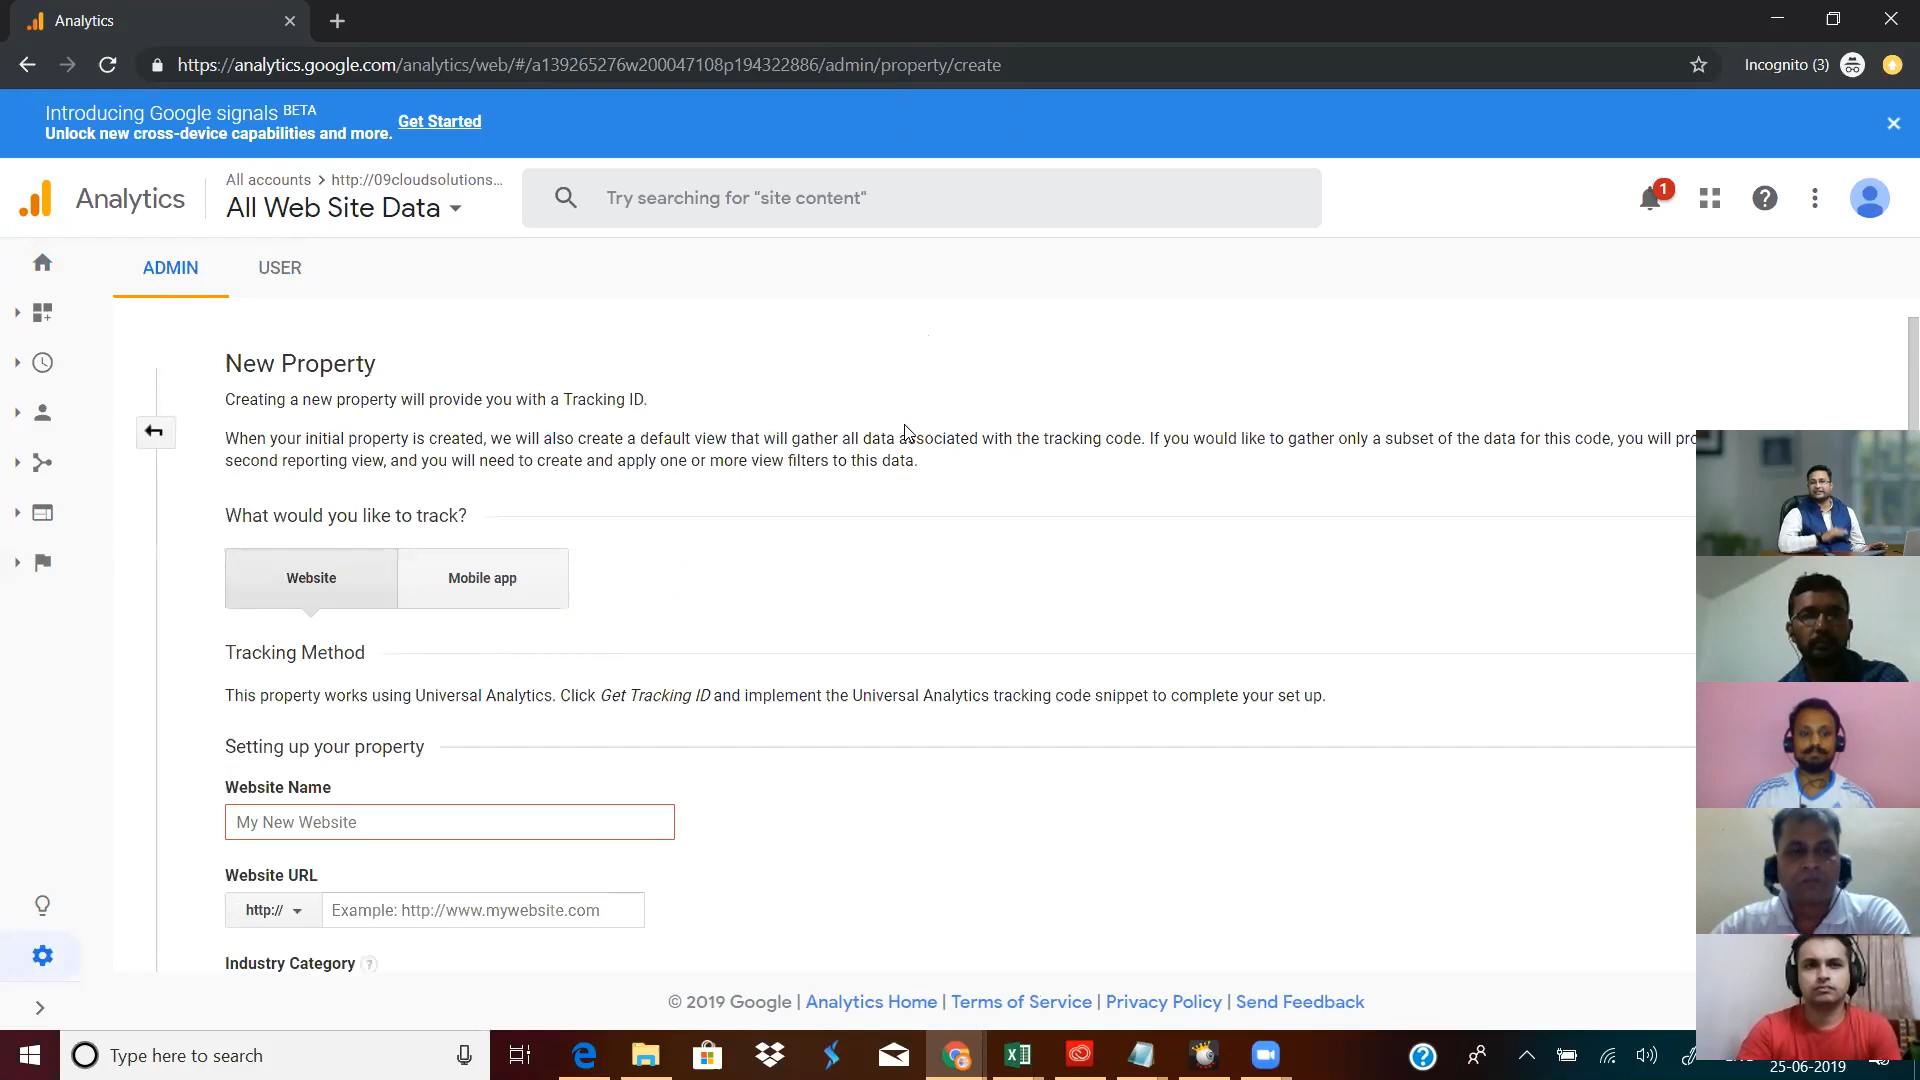 Analytics
https://analytics.google.com/analytics/web/#/a139265276w200047108p194322886/admin/property/create
Incognito (3)
Introducing Google signals BETA
Unlock new cross-device capabilities and more.
Get Started
Analytics
All accounts > http://09cloudsolutions...
All Web Site Data
Try searching for "site content"
1
ADMIN
USER
New Property
Creating a new property will provide you with a Tracking ID.
When your initial property is created, we will also create a default view that will gather all data associated with the tracking code. If you would like to gather only a subset of the data for this code, you will pro
second reporting view, and you will need to create and apply one or more view filters to this data.
What would you like to track?
Website
Mobile app
Tracking Method
This property works using Universal Analytics. Click Get Tracking ID and implement the Universal Analytics tracking code snippet to complete your set up.
Setting up your property
Website Name
My New Website
Website URL
http://
Example: http://www.mywebsite.com
Industry Category ?
© 2019 Google | Analytics Home | Terms of Service | Privacy Policy | Send Feedback
Type here to search
25-06-2019